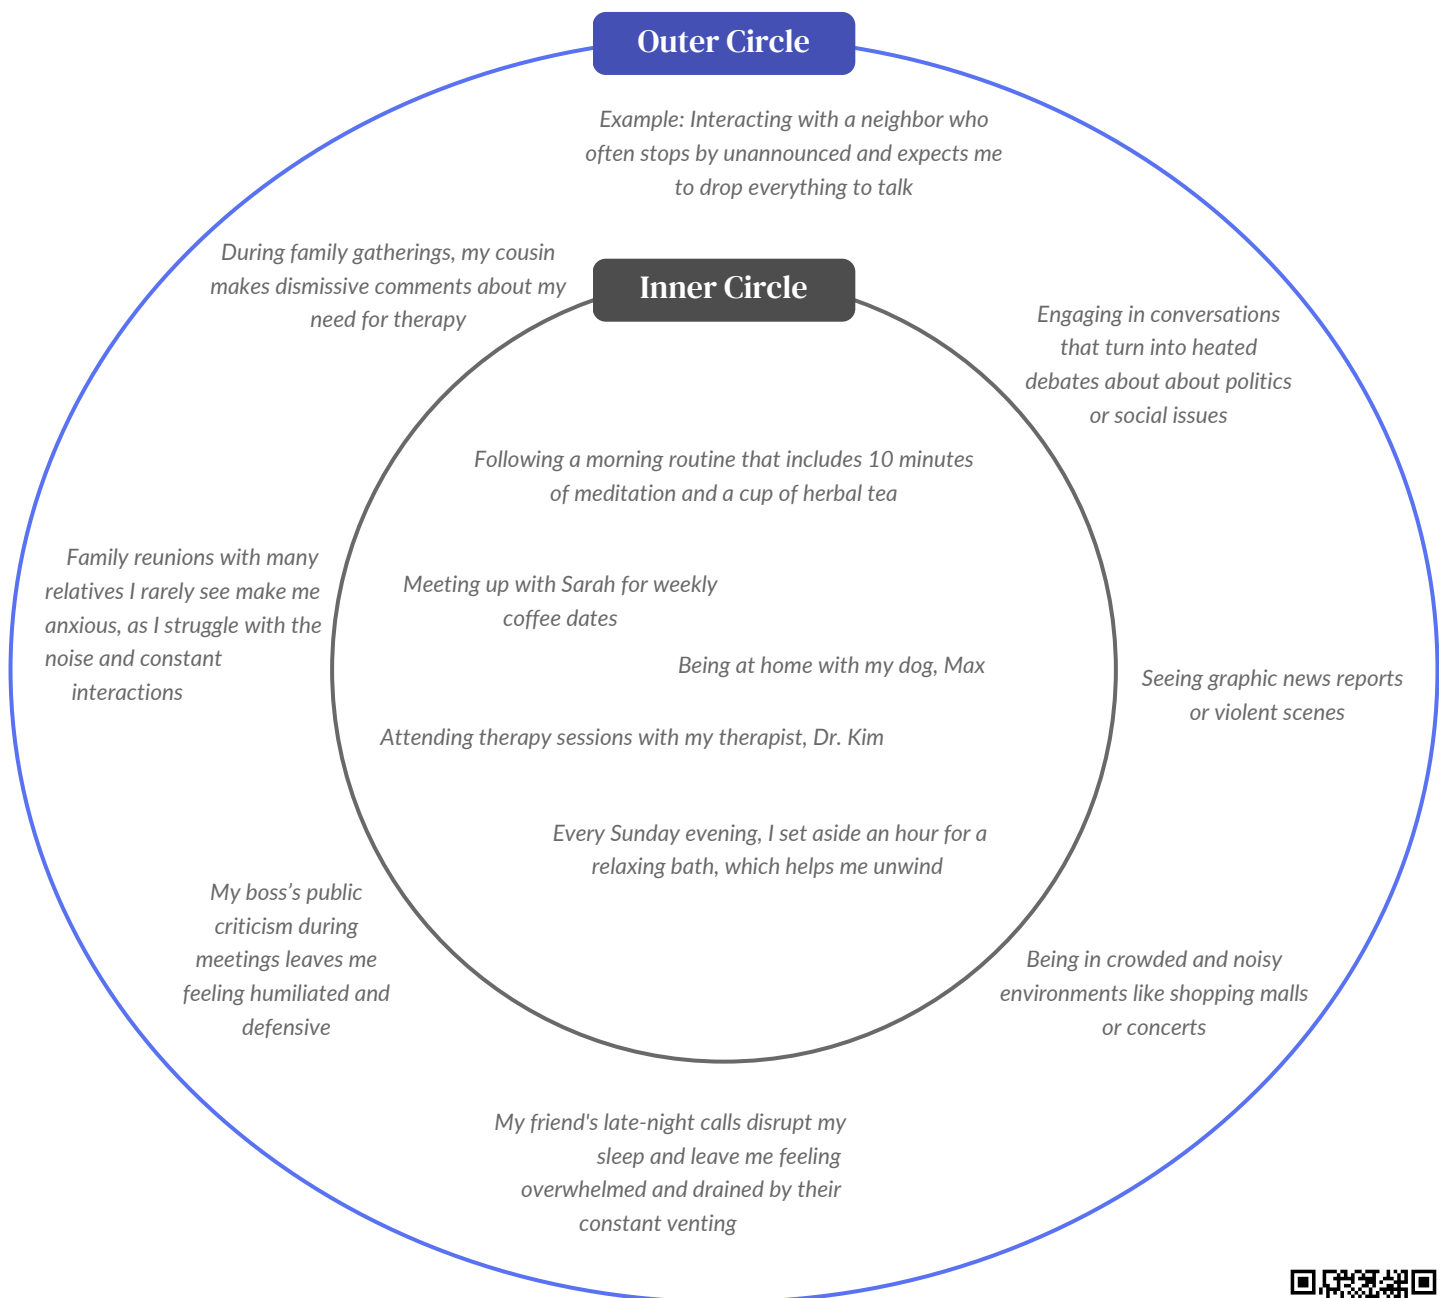 Outer Circle
Example: Interacting with a neighbor who
often stops by unannounced and expects me
to drop everything to talk
During family gatherings, my cousin
makes dismissive comments about my
need for therapy
Inner Circle
Engaging in conversations
that turn into heated
debates about about politics
or social issues
Following a morning routine that includes 10 minutes
of meditation and a cup of herbal tea
Family reunions with many
relatives I rarely see make me
anxious, as I struggle with the
noise and constant
interactions
Meeting up with Sarah for weekly
coffee dates
Being at home with my dog, Max
Seeing graphic news reports
or violent scenes
Attending therapy sessions with my therapist, Dr. Kim
Every Sunday evening, I set aside an hour for a
relaxing bath, which helps me unwind
My boss’s public
criticism during
meetings leaves me
feeling humiliated and
defensive
Being in crowded and noisy
environments like shopping malls
or concerts
My friend's late-night calls disrupt my
sleep and leave me feeling
overwhelmed and drained by their
constant venting